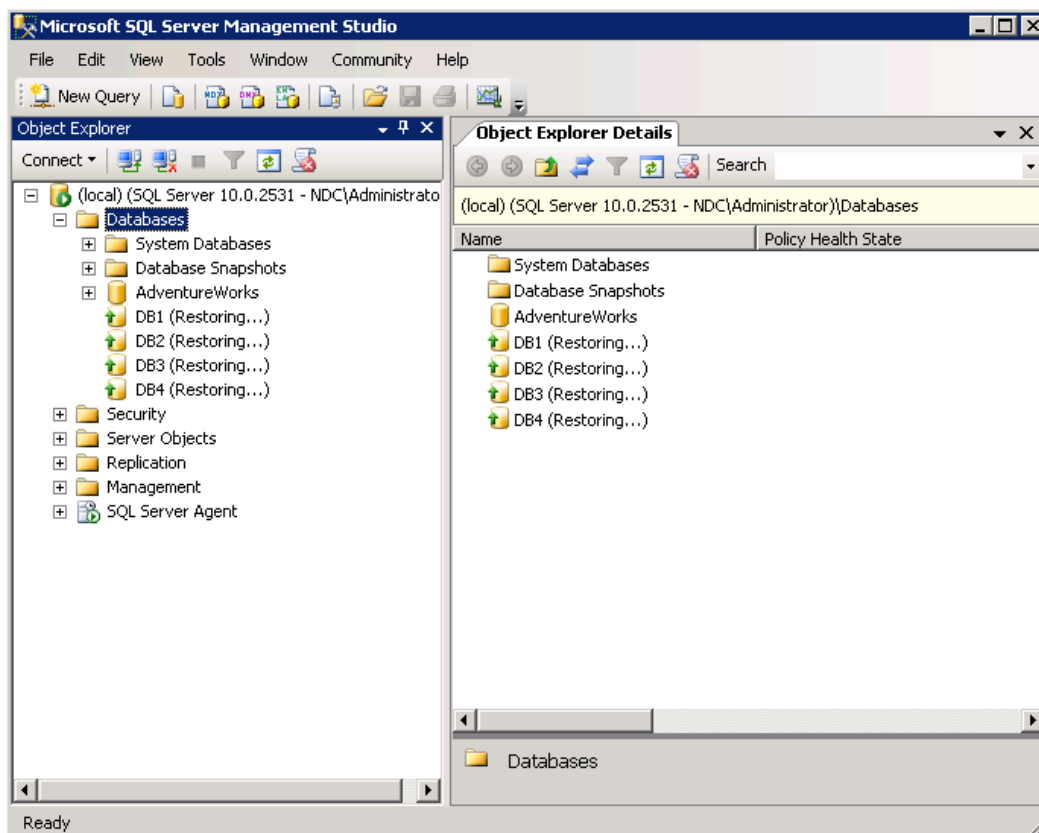 Microsoft SQL Server Management Studio
File Edit View Tools Window Community Help
New Query
Object Explorer
Connect
(local) (SQL Server 10.0.2531 - NDC\Administrato
Databases
System Databases
Database Snapshots
AdventureWorks
DB1 (Restoring...)
DB2 (Restoring...)
DB3 (Restoring...)
DB4 (Restoring...)
Security
Server Objects
Replication
Management
SQL Server Agent
Object Explorer Details
Search
(local) (SQL Server 10.0.2531 - NDC\Administrator)\Databases
Name Policy Health State
System Databases
Database Snapshots
AdventureWorks
DB1 (Restoring...)
DB2 (Restoring...)
DB3 (Restoring...)
DB4 (Restoring...)
Databases
Ready